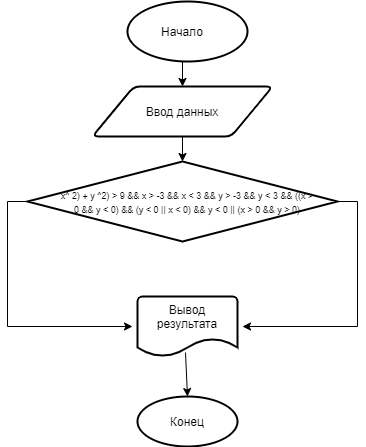 Начало
Ввод данных
x^ 2) + y ^2) > 9 && x > -3 && x < 3 && y > -3 && y < 3 && ((x >
0 && y < 0) && (y < 0 || x < 0) && y < 0 || (x > 0 && y > 0)
Вывод
результата
Конец